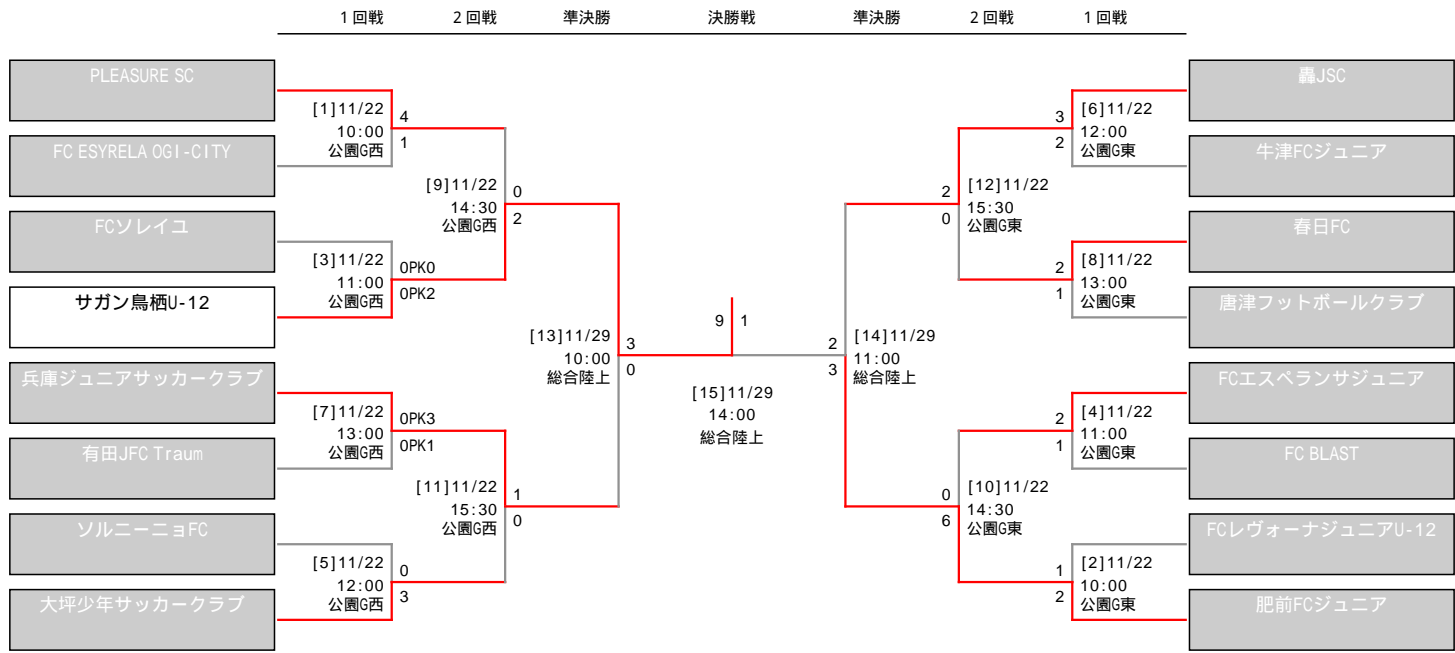 1回戦 2回戦 準決勝 決勝戦 準決勝 2回戦 1回戦
PLEASURE SC
[1]11/22
10:00
公園G西
4
1
FC ESYRELA OGI-CITY
[9]11/22
14:30
公園G西
0
2
FCソレイユ
[3]11/22
11:00
公園G西
0PK0
0PK2
サガン鳥栖U-12
[13]11/29
10:00
総合陸上
3
0
兵庫ジュニアサッカークラブ
[7]11/22
13:00
公園G西
0PK3
0PK1
有田JFC Traum
[11]11/22
15:30
公園G西
1
0
ソルニーニョFC
[5]11/22
12:00
公園G西
0
3
大坪少年サッカークラブ
9 1
[15]11/29
14:00
総合陸上
轟JSC
3
2
[6]11/22
12:00
公園G東
牛津FCジュニア
2
0
[12]11/22
15:30
公園G東
春日FC
2
1
[8]11/22
13:00
公園G東
唐津フットボールクラブ
2
3
[14]11/29
11:00
総合陸上
FCエスペランサジュニア
2
1
[4]11/22
11:00
公園G東
FC BLAST
0
6
[10]11/22
14:30
公園G東
FCレヴォーナジュニアU-12
1
2
[2]11/22
10:00
公園G東
肥前FCジュニア